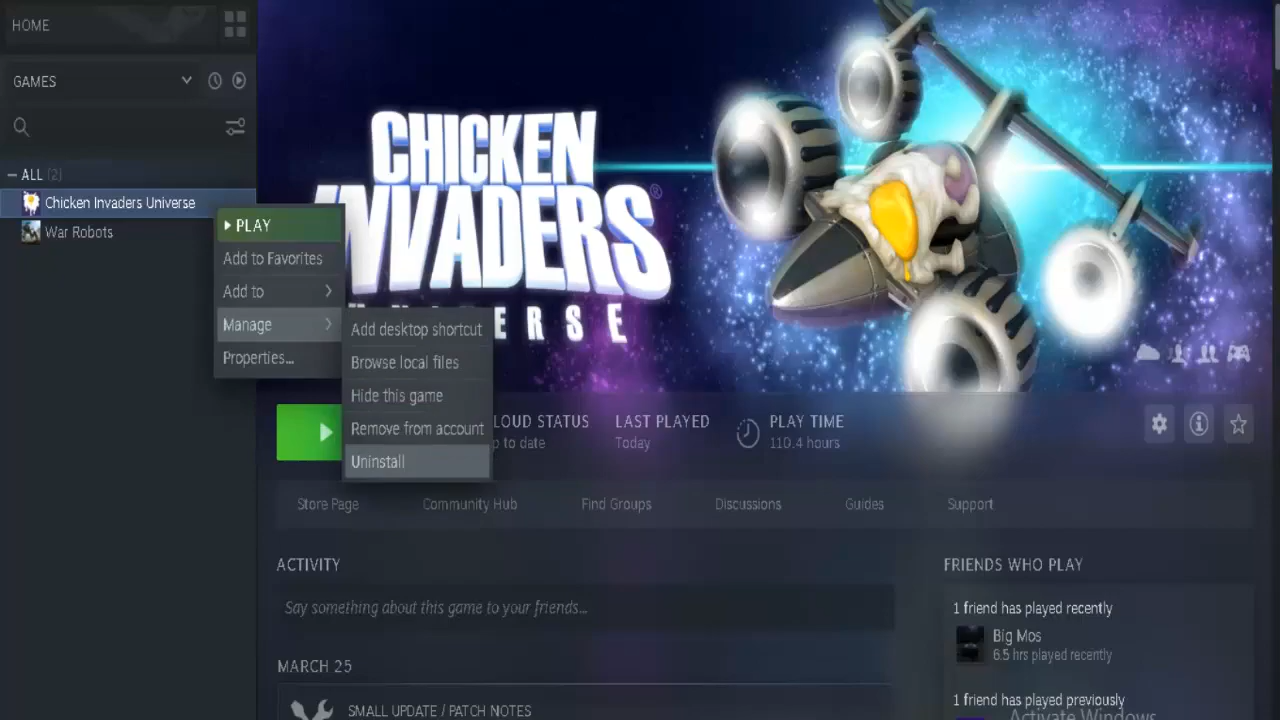 HOME
GAMES
— ALL (2)
Chicken Invaders Universe
War Robots
PLAY
Add to Favorites
Add to
Manage
Properties...
Add desktop shortcut
Browse local files
Hide this game
Remove from account
Uninstall
CHICKEN
INVADERS®
ERSE
LOUD STATUS
p to date
LAST PLAYED
Today
PLAY TIME
110.4 hours
Store Page
Community Hub
Find Groups
Discussions
Guides
Support
ACTIVITY
Say something about this game to your friends...
MARCH 25
SMALL UPDATE / PATCH NOTES
FRIENDS WHO PLAY
1 friend has played recently
Big Mos
6.5 hrs played recently
1 friend has played previously
Activate Windows